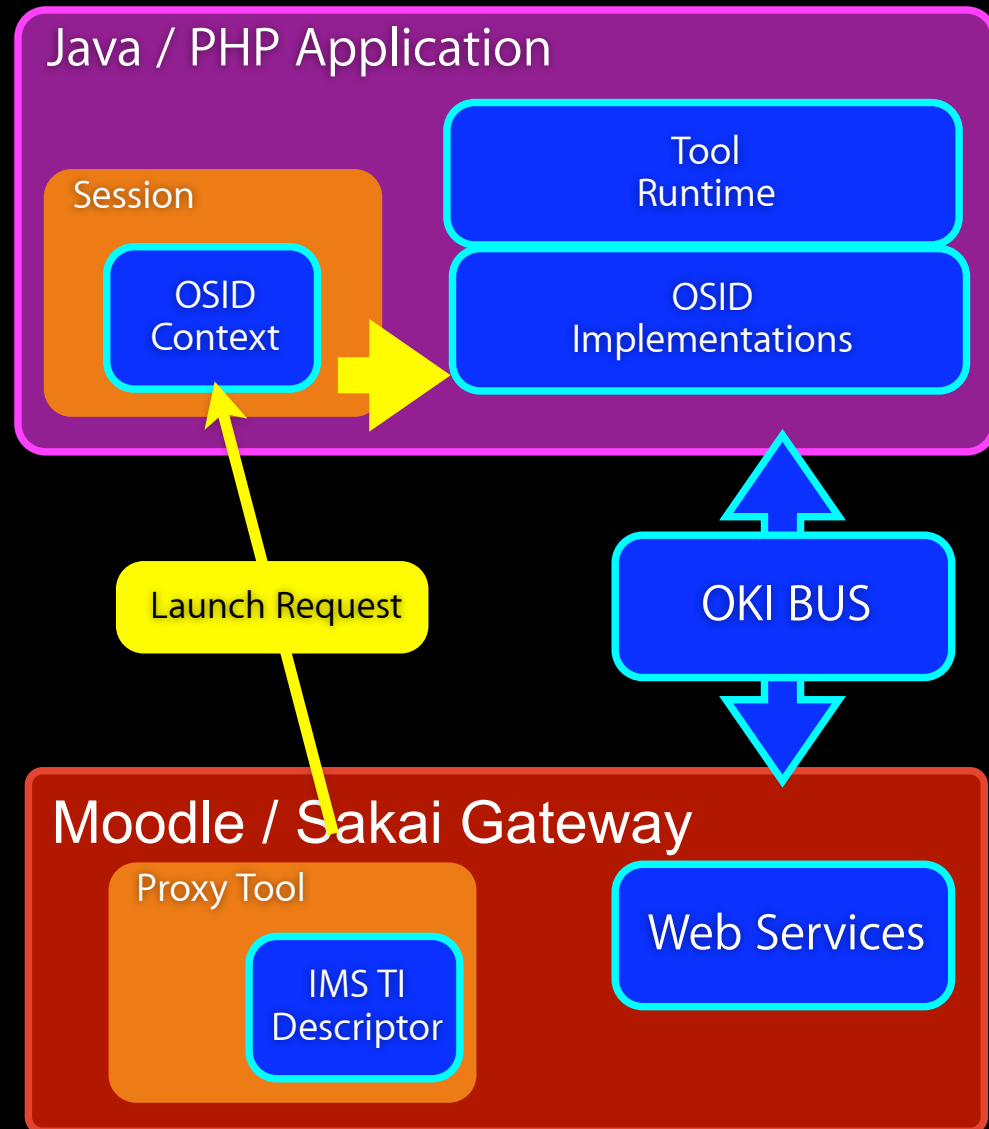 Java / PHP Application
Tool
Runtime
Session
OSID
Context
OSID
Implementations
Launch Request
OKI BUS
Moodle / Sakai Gateway
Proxy Tool
Web Services
IMS TI
Descriptor